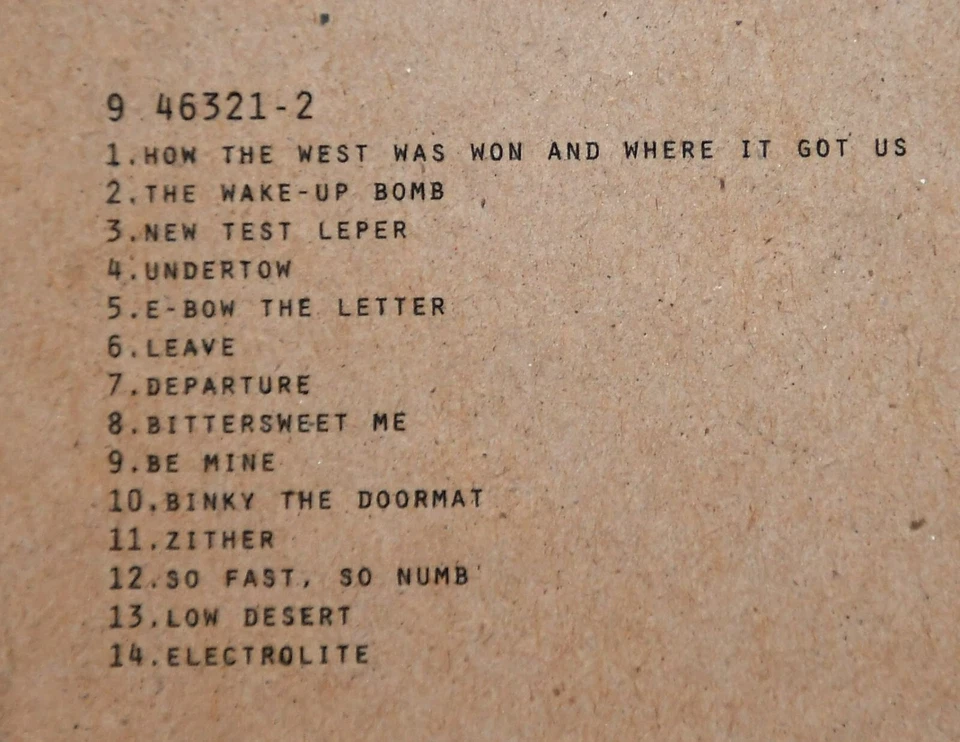 9 46321-2
1.HOW THE WEST WAS WON AND WHERE IT GOT US
2.THE WAKE-UP BOMB
3.NEW TEST LEPER
4.UNDERTOW
5.E-BOW THE LETTER
6.LEAVE
7.DEPARTURE
8.BITTERSWEET ME
9.BE MINE
10.BINKY THE DOORMAT
11.ZITHER
12.SO FAST, SO NUMB
13.LOW DESERT
14.ELECTROLITE